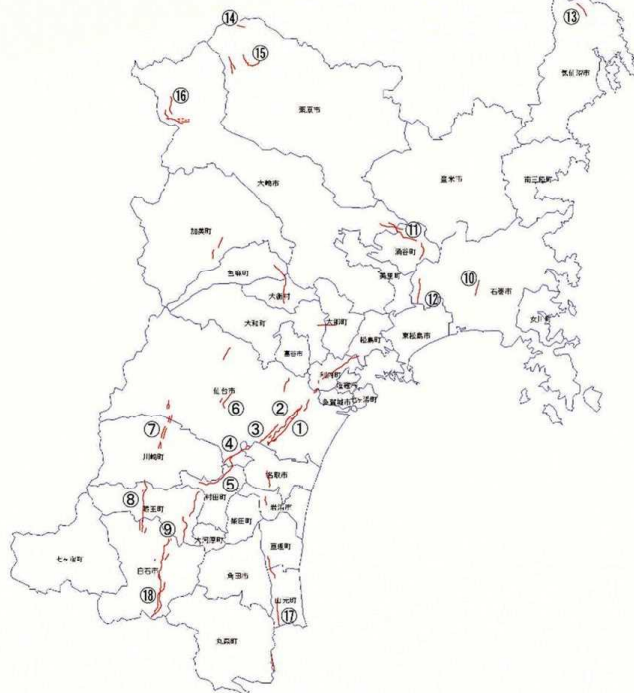 ⑬
⑭
⑮
気仙沼市
⑯
栗原市
登米市
南三陸町
大崎市
加美町
⑪
涌谷町
美里町
色麻町
⑩
石巻市
大衡村
⑫
女川町
大和町
大郷町
松島町
東松島市
富谷市
利府町
塩竈市
仙台市
⑥
②
多賀城市
七ヶ浜町
⑦
③
①
④
川崎町
⑤
名取市
⑧
蔵王町
村田町
岩沼市
⑨
柴田町
大河原町
亘理町
七ヶ宿町
白石市
角田市
⑱
山元町
⑰
丸森町